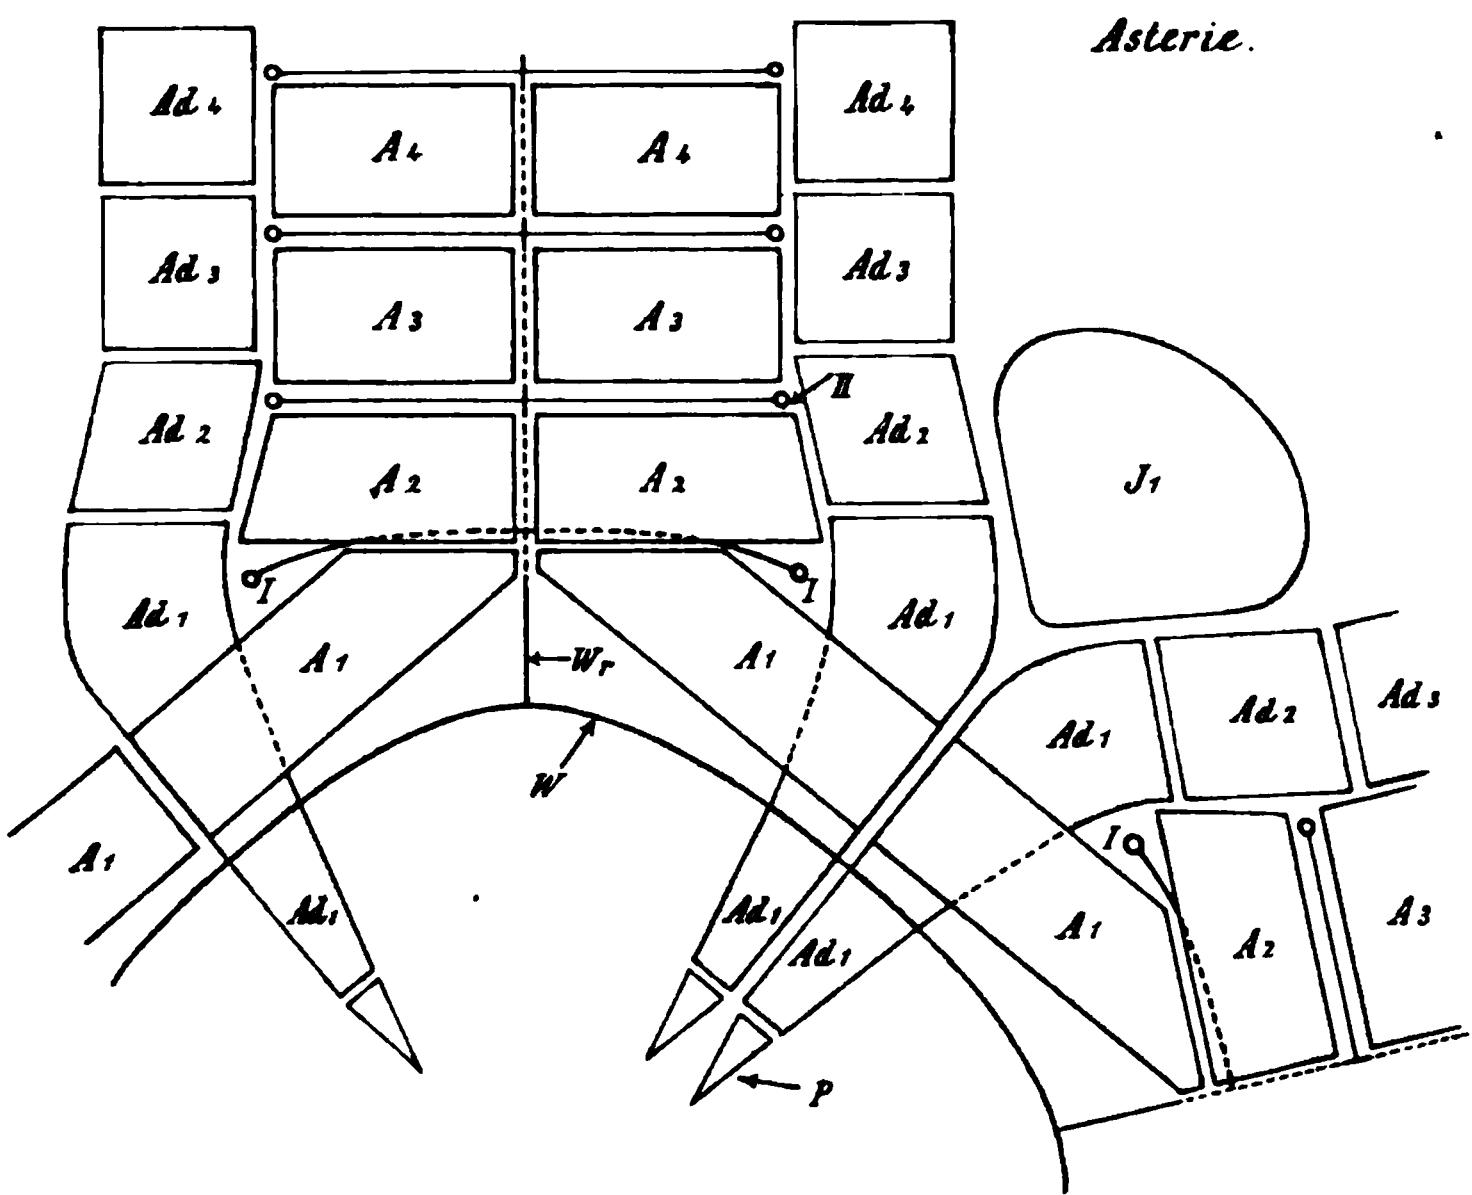 Asterie.
Ad 4 A 4 A 4 Ad 4
Ad 3 A 3 A 3 Ad 3
II
Ad 2 A 2 A 2 Ad 2 J1
I I
Ad 1 A 1 Wr A 1 Ad 1
Ad 1 Ad 2 Ad 3
W
A 1 I
Ad 1 Ad 1 Ad 1 A 1 A 2 A 3
P